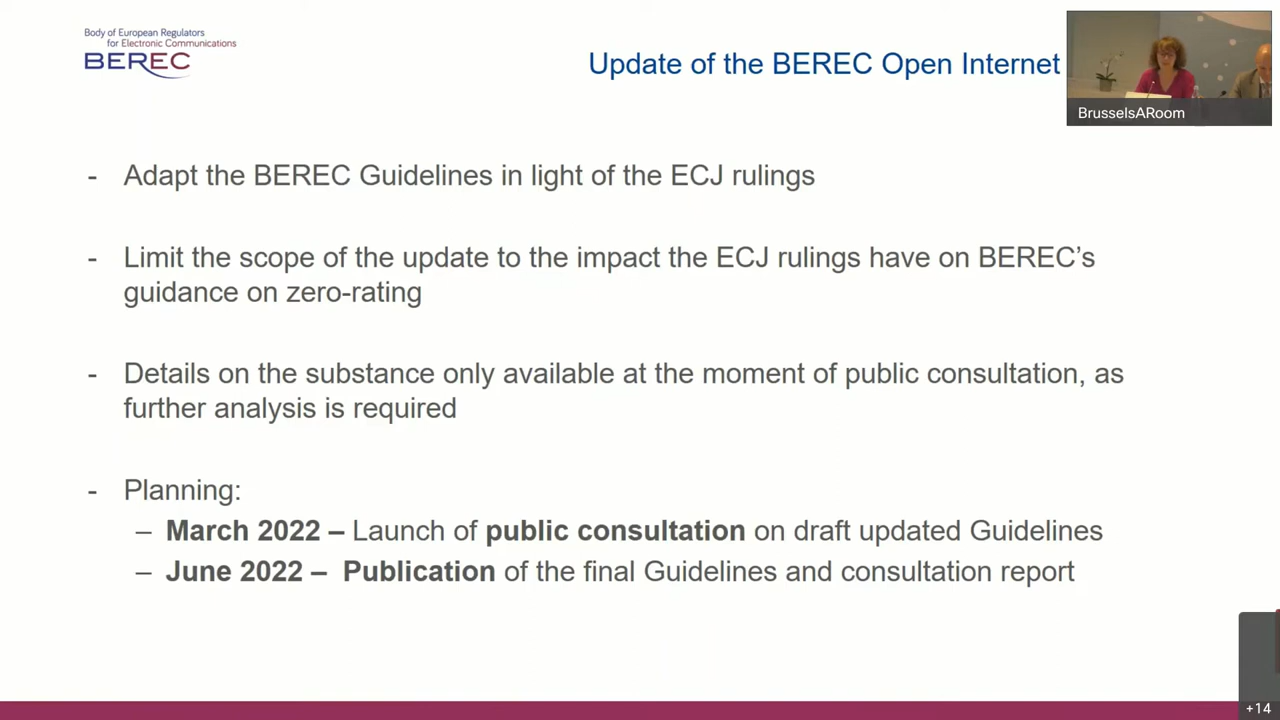 Body of European Regulators
for Electronic Communications
BEREC
Update of the BEREC Open Internet
BrusselsARoom
- Adapt the BEREC Guidelines in light of the ECJ rulings
- Limit the scope of the update to the impact the ECJ rulings have on BEREC’s
guidance on zero-rating
- Details on the substance only available at the moment of public consultation, as
further analysis is required
- Planning:
– March 2022 – Launch of public consultation on draft updated Guidelines
– June 2022 – Publication of the final Guidelines and consultation report
+14